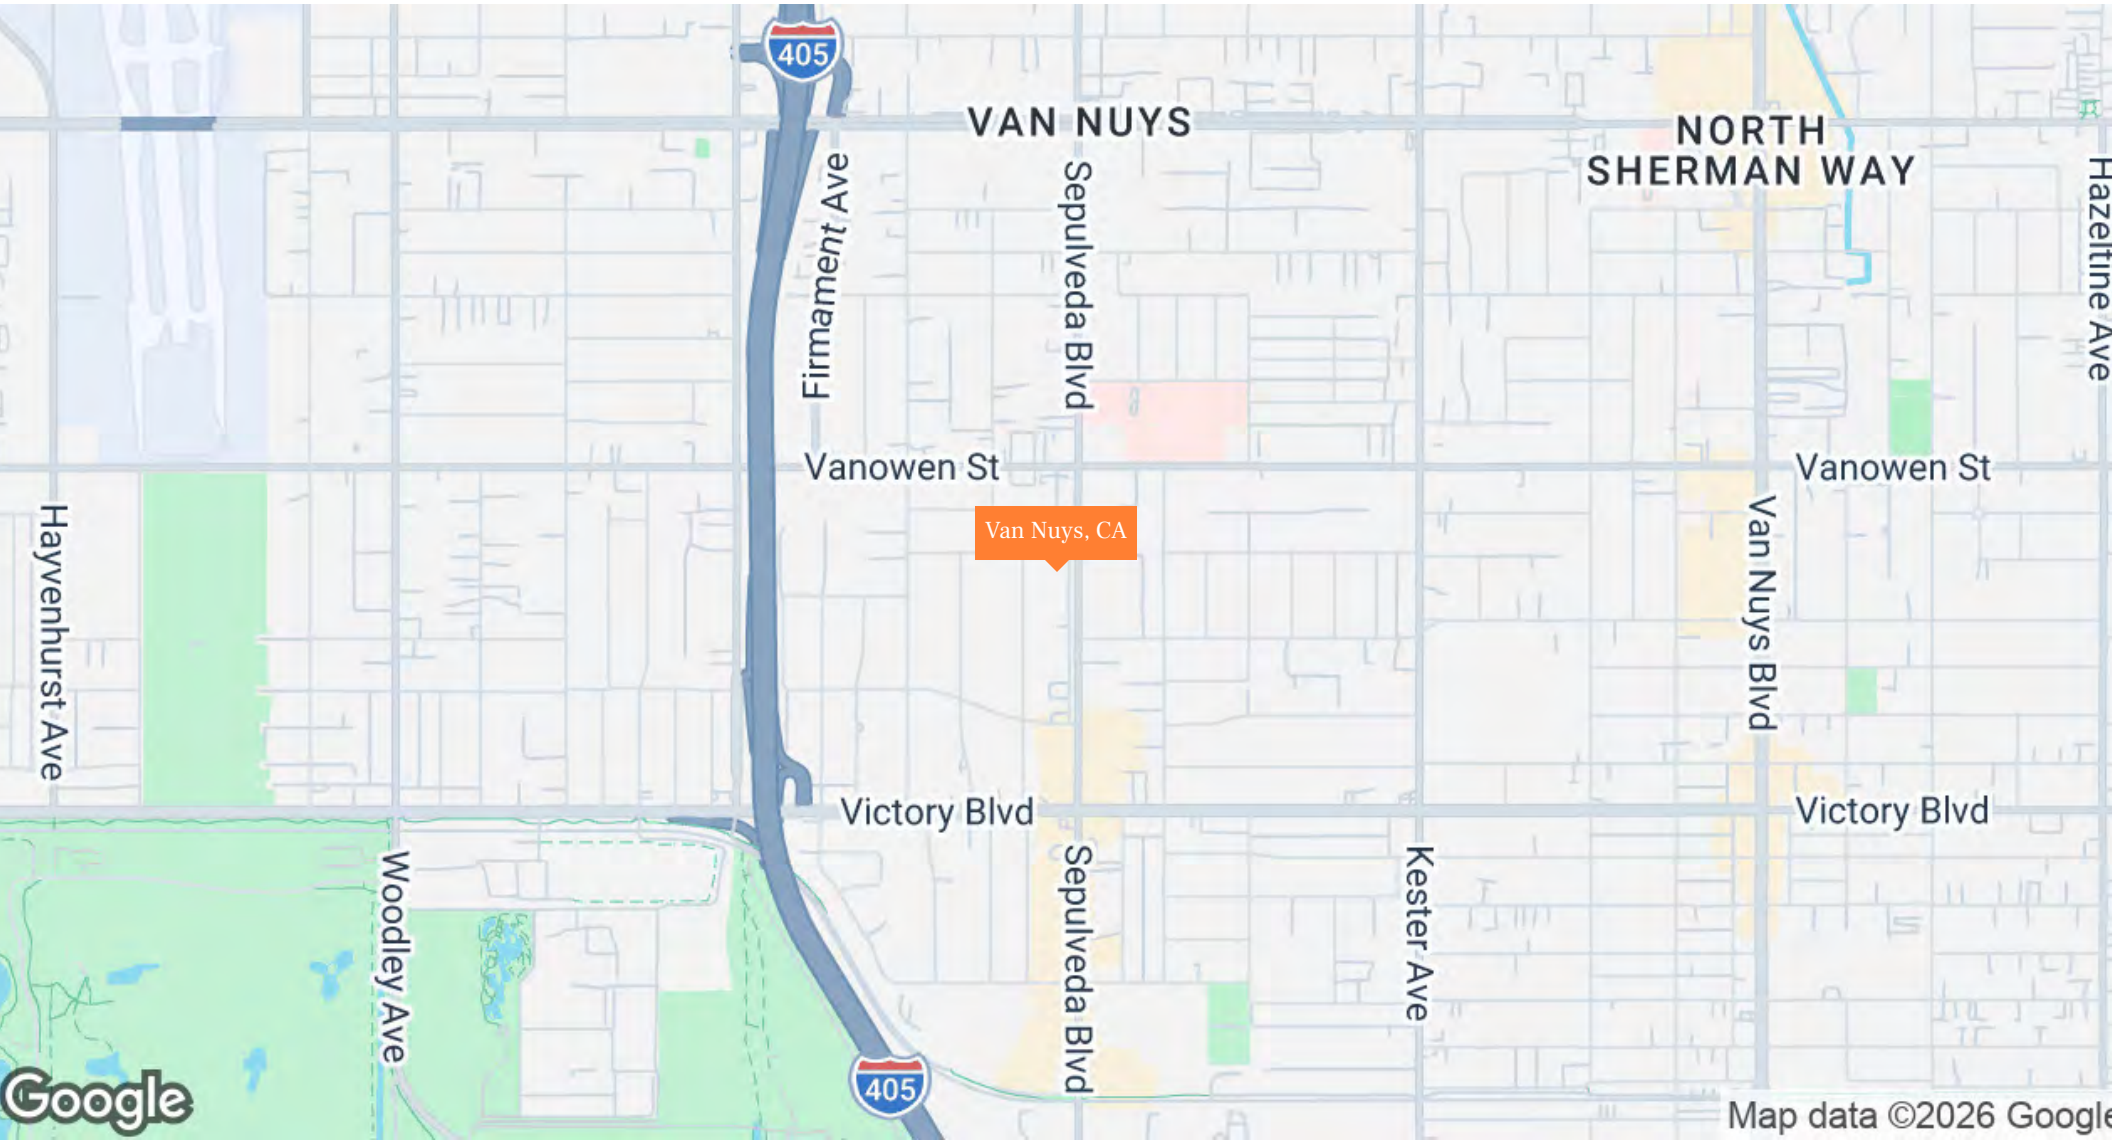 405
VAN NUYS
NORTH
SHERMAN WAY
Firmament Ave
Sepulveda Blvd
Hazeltine Ave
Vanowen St
Vanowen St
Van Nuys, CA
Hayvenhurst Ave
Van Nuys Blvd
Victory Blvd
Victory Blvd
Woodley Ave
Sepulveda Blvd
Kester Ave
405
Google
Map data ©2026 Google